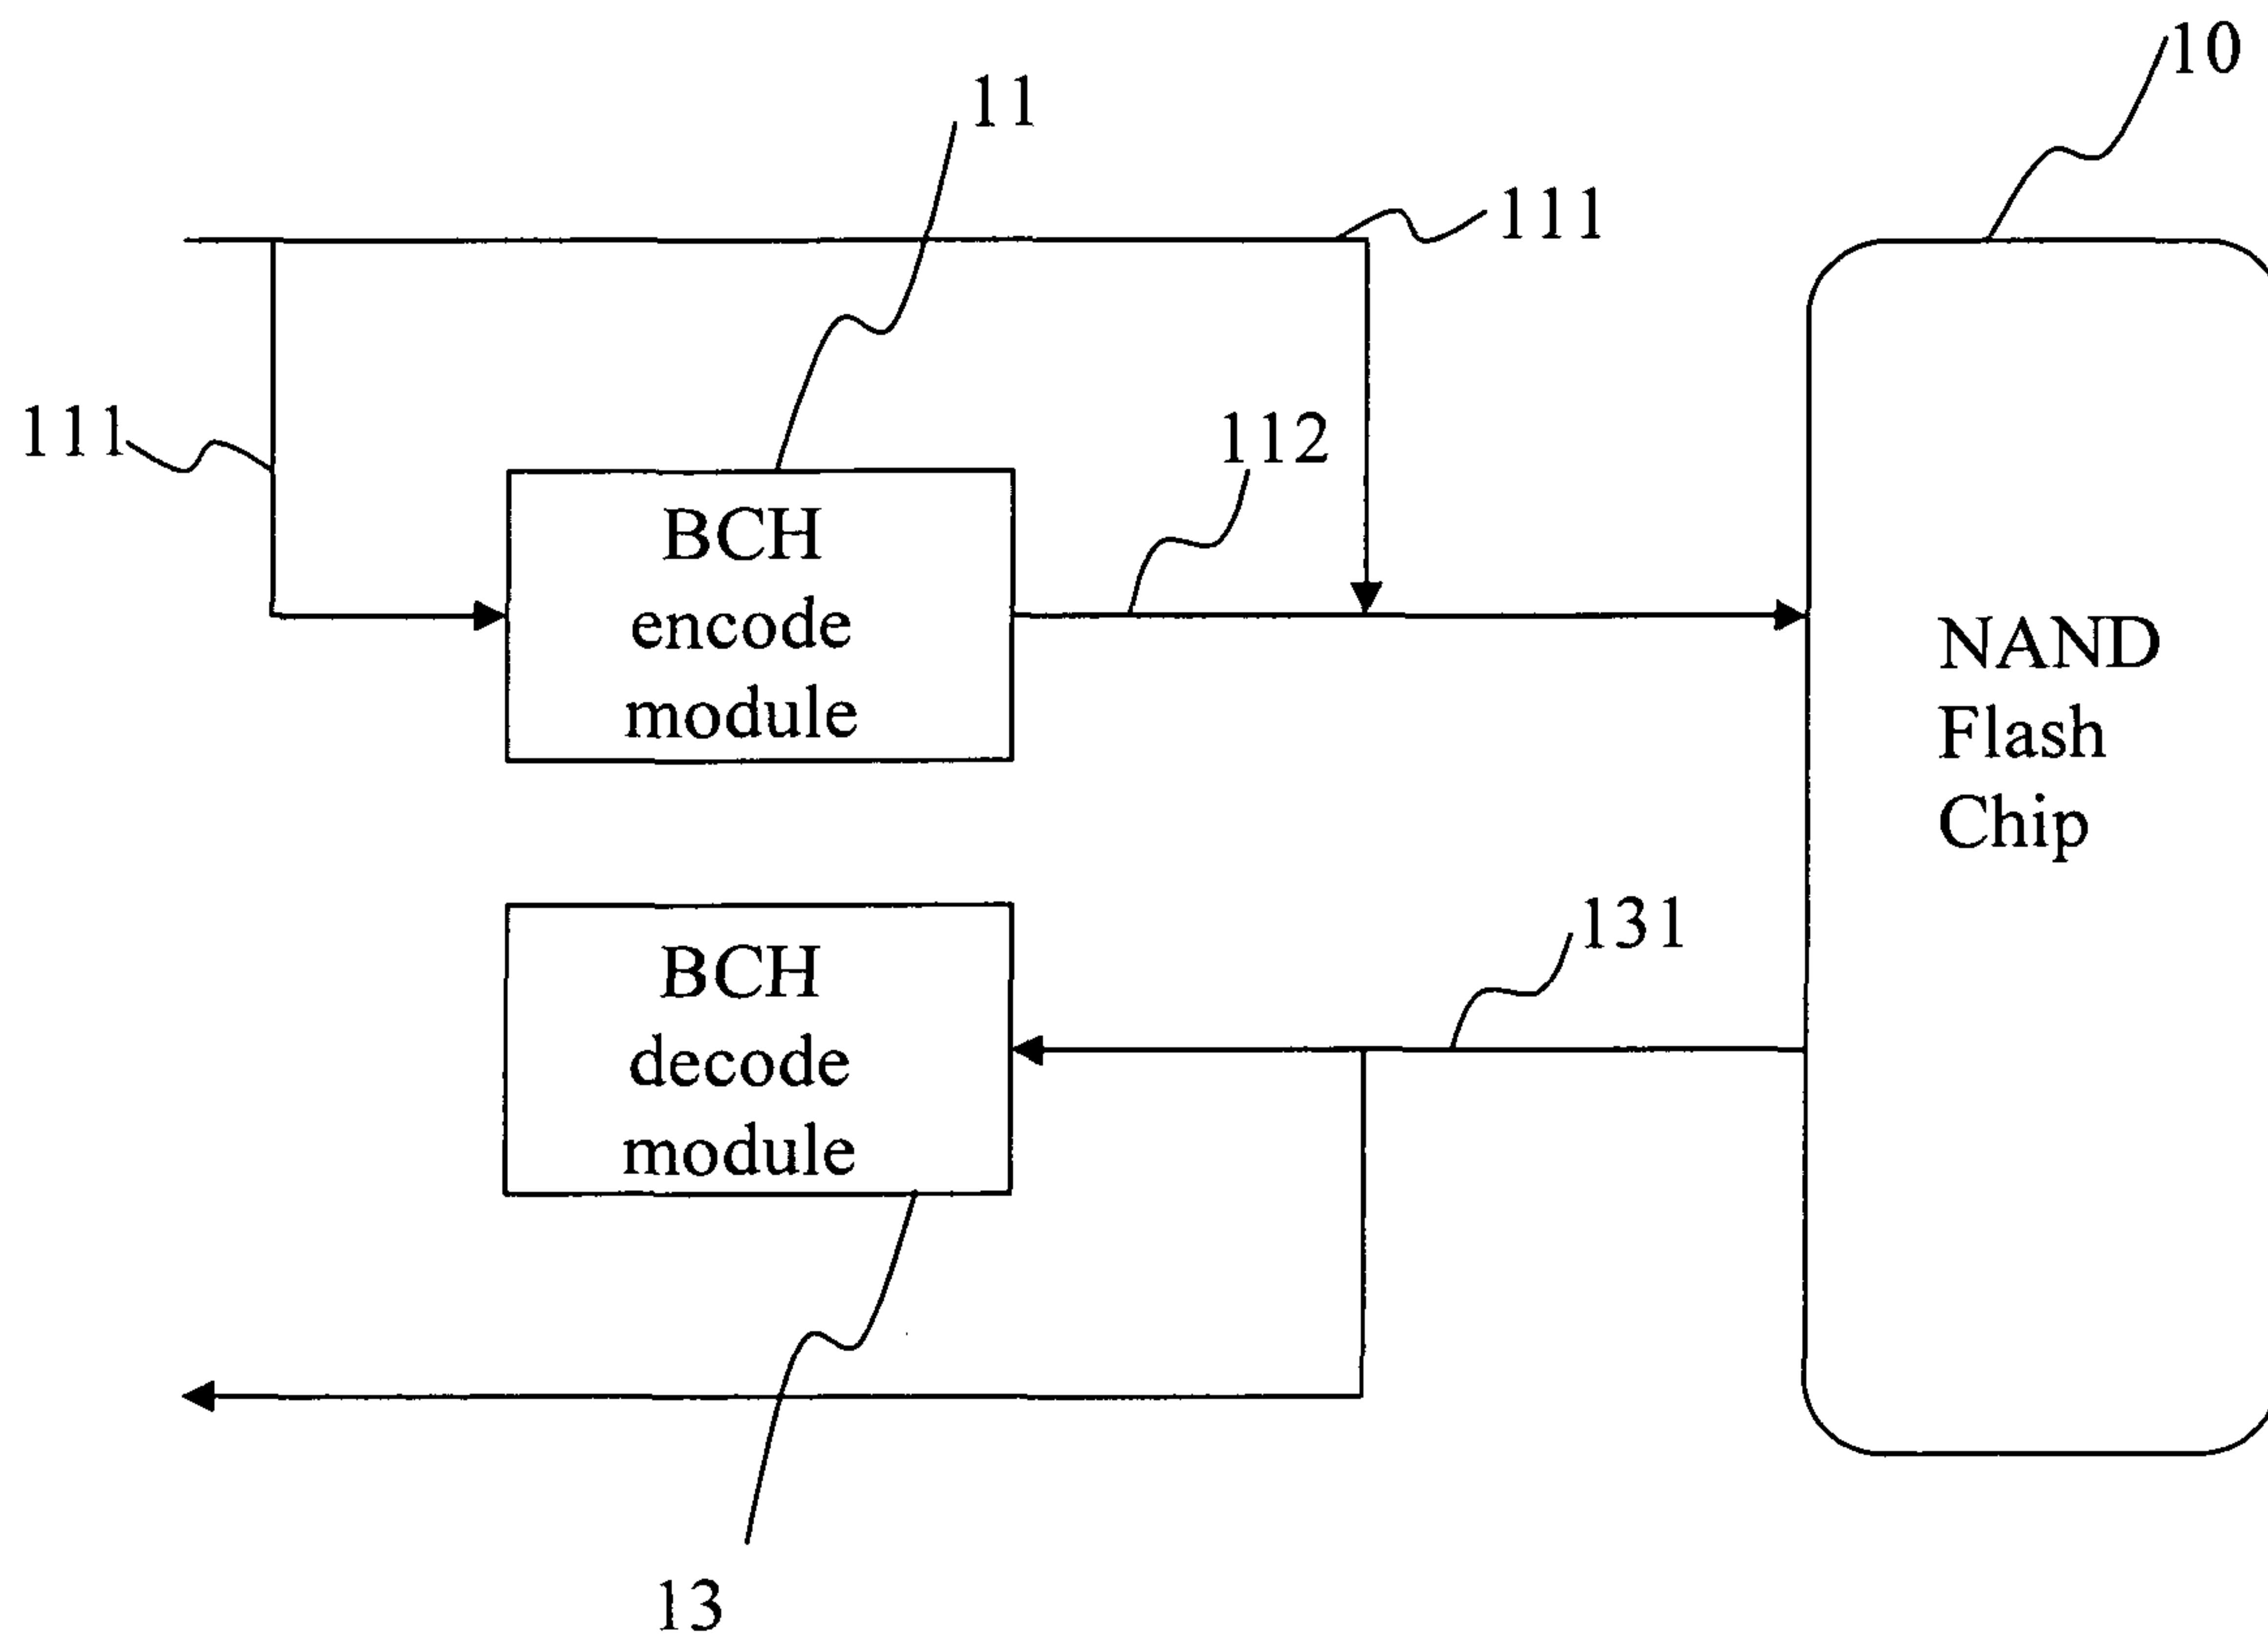 10
11
111
111
112
BCH
encode
module
NAND
Flash
Chip
131
BCH
decode
module
13